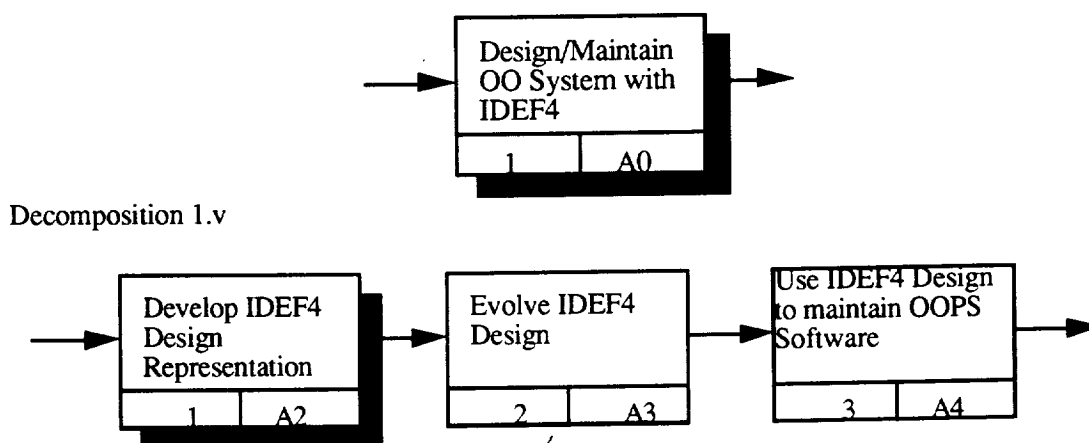 Design/Maintain
OO System with
IDEF4
1 A0
Decomposition 1.v
Develop IDEF4
Design
Representation
1 A2
Evolve IDEF4
Design
2 A3
Use IDEF4 Design
to maintain OOPS
Software
3 A4